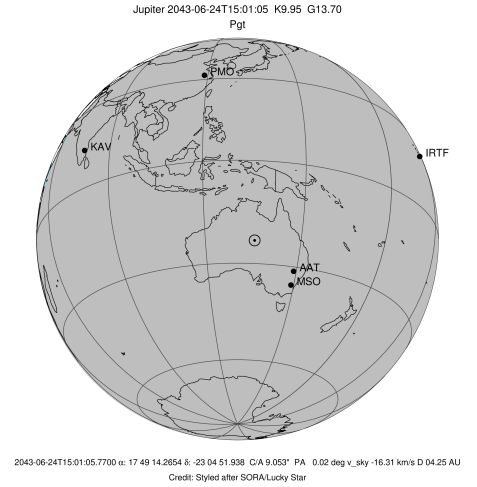 Jupiter 2043-06-24T15:01:05 K9.95 G13.70
Pgt
PMO
KAV
IRTF
AAT
MSO
2043-06-24T15:01:05.7700 α: 17 49 14.2654 δ: -23 04 51.938 C/A 9.053" PA 0.02 deg v_sky -16.31 km/s D 04.25 AU
Credit: Styled after SORA/Lucky Star